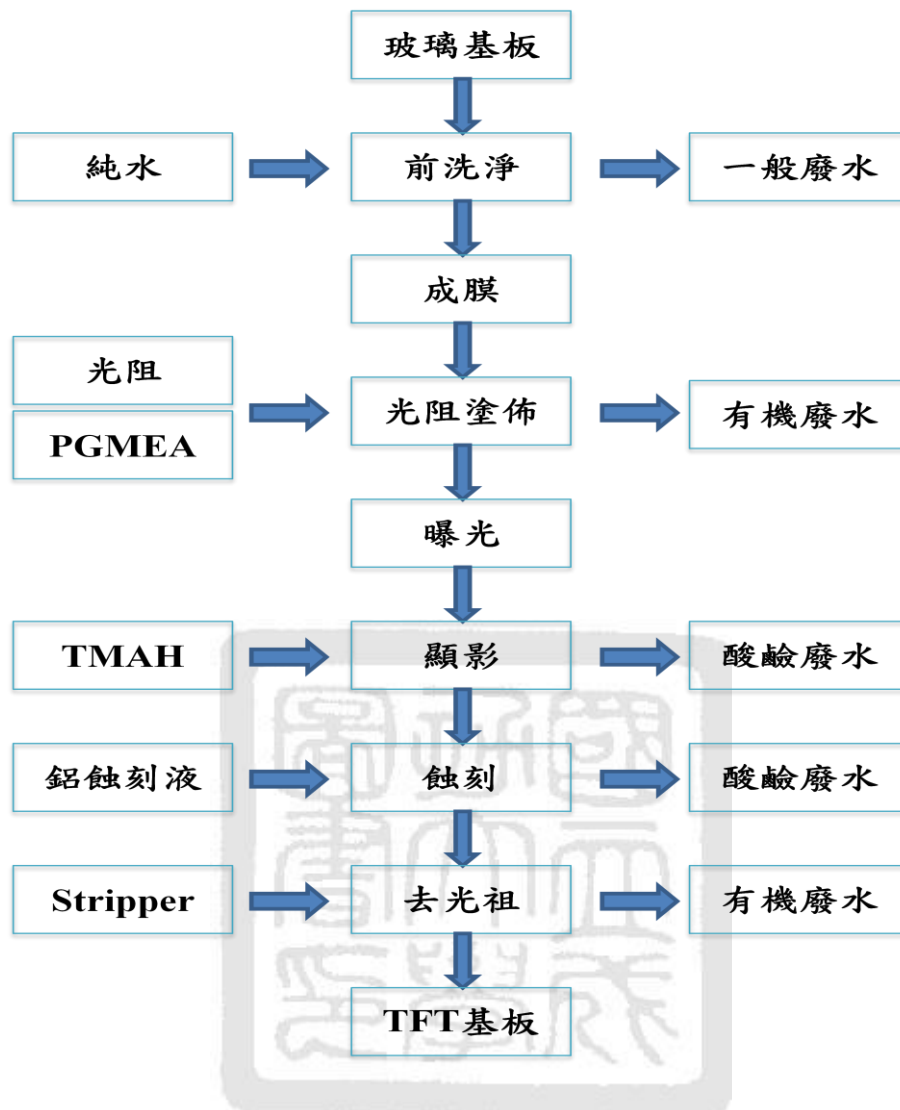 玻璃基板
純水
前洗淨
一般廢水
成膜
光阻
PGMEA
光阻塗佈
有機廢水
曝光
TMAH
顯影
酸鹼廢水
鋁蝕刻液
蝕刻
酸鹼廢水
Stripper
去光祖
有機廢水
TFT基板